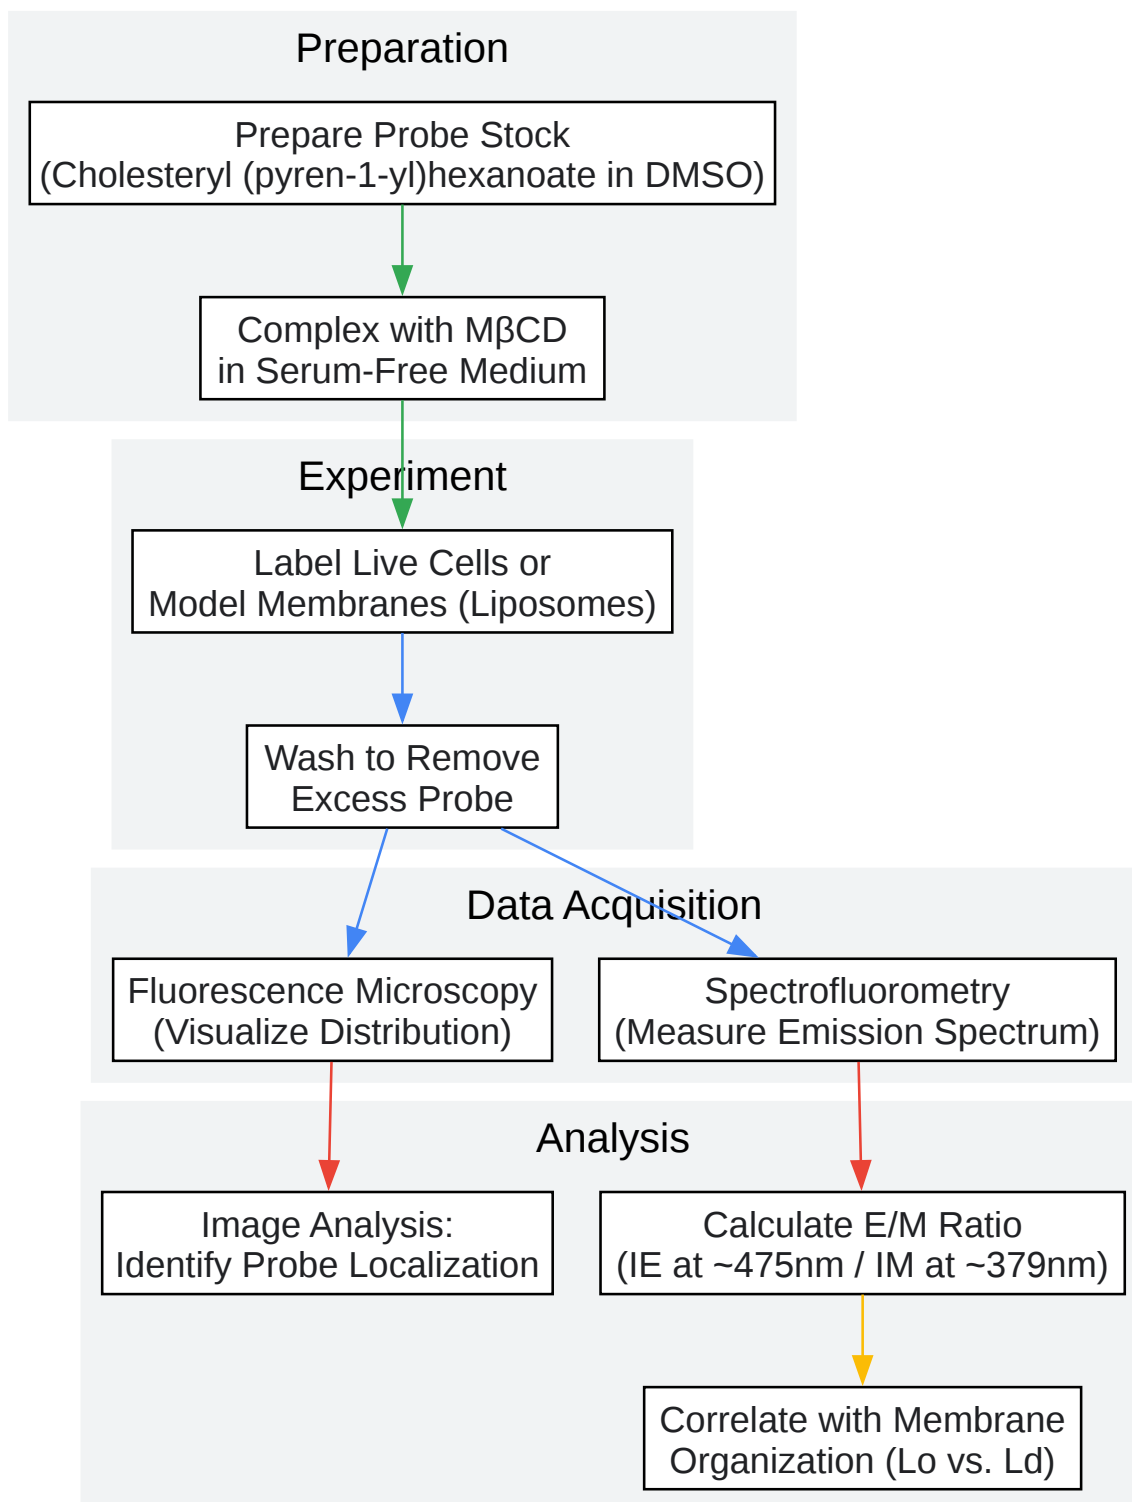 Preparation
Prepare Probe Stock
(Cholesteryl (pyren-1-yl)hexanoate in DMSO)
Complex with MβCD
in Serum-Free Medium
Experiment
Label Live Cells or
Model Membranes (Liposomes)
Wash to Remove
Excess Probe
Data Acquisition
Fluorescence Microscopy
(Visualize Distribution)
Spectrofluorometry
(Measure Emission Spectrum)
Analysis
Image Analysis:
Identify Probe Localization
Calculate E/M Ratio
(IE at ~475nm / IM at ~379nm)
Correlate with Membrane
Organization (Lo vs. Ld)